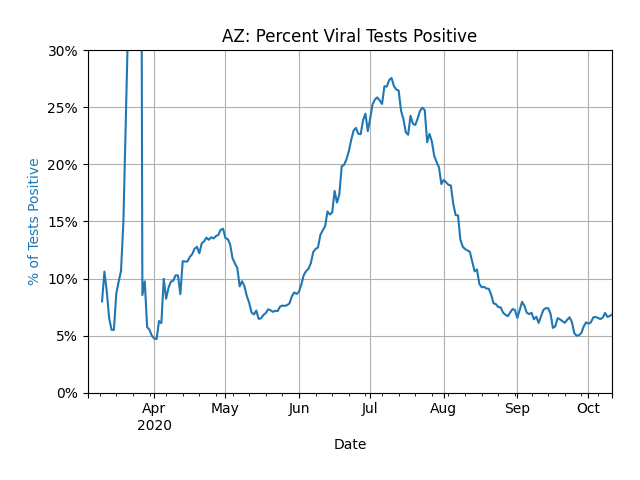 AZ: Percent Viral Tests Positive
30%
25%
20%
15%
10%
5%
0%
% of Tests Positive
Apr
2020
May
Jun
Jul
Aug
Sep
Oct
Date